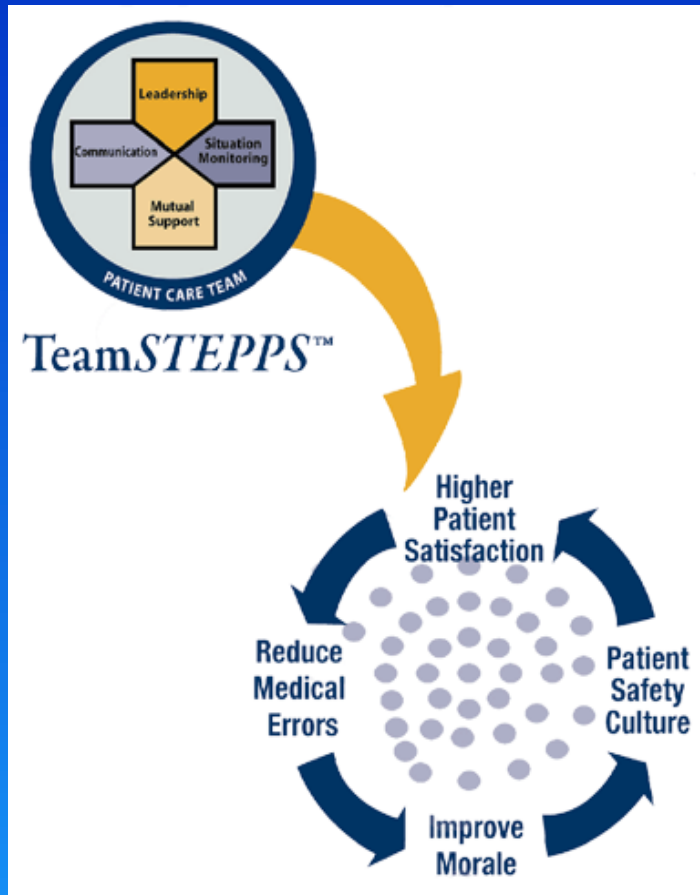 Leadership
Communication
Situation
Monitoring
Mutual
Support
PATIENT CARE TEAM
TeamSTEPPS™
Higher
Patient
Satisfaction
Reduce
Medical
Errors
Patient
Safety
Culture
Improve
Morale